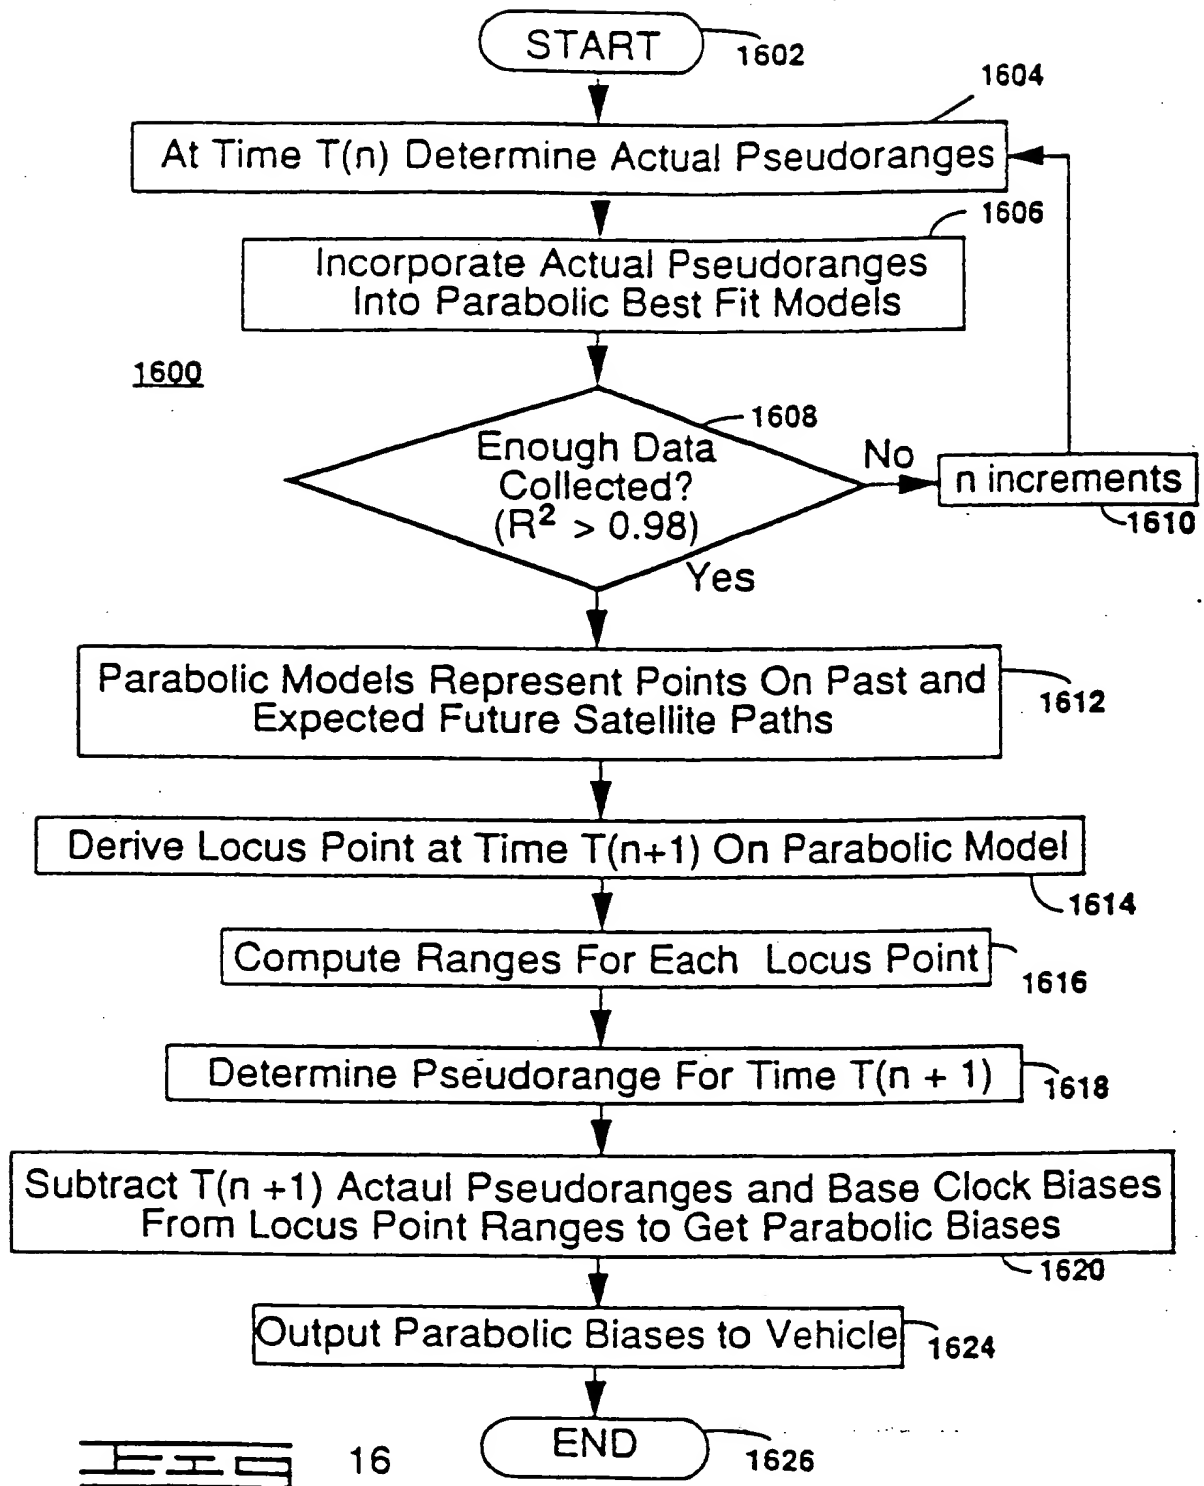 START
1602
1604
At Time T(n) Determine Actual Pseudoranges
1606
Incorporate Actual Pseudoranges
Into Parabolic Best Fit Models
1600
1608
Enough Data
Collected?
(R² > 0.98)
No
n increments
1610
Yes
Parabolic Models Represent Points On Past and
Expected Future Satellite Paths
1612
Derive Locus Point at Time T(n+1) On Parabolic Model
1614
Compute Ranges For Each Locus Point
1616
Determine Pseudorange For Time T(n + 1)
1618
Subtract T(n +1) Actaul Pseudoranges and Base Clock Biases
From Locus Point Ranges to Get Parabolic Biases
1620
Output Parabolic Biases to Vehicle
1624
END
1626
FIG 16